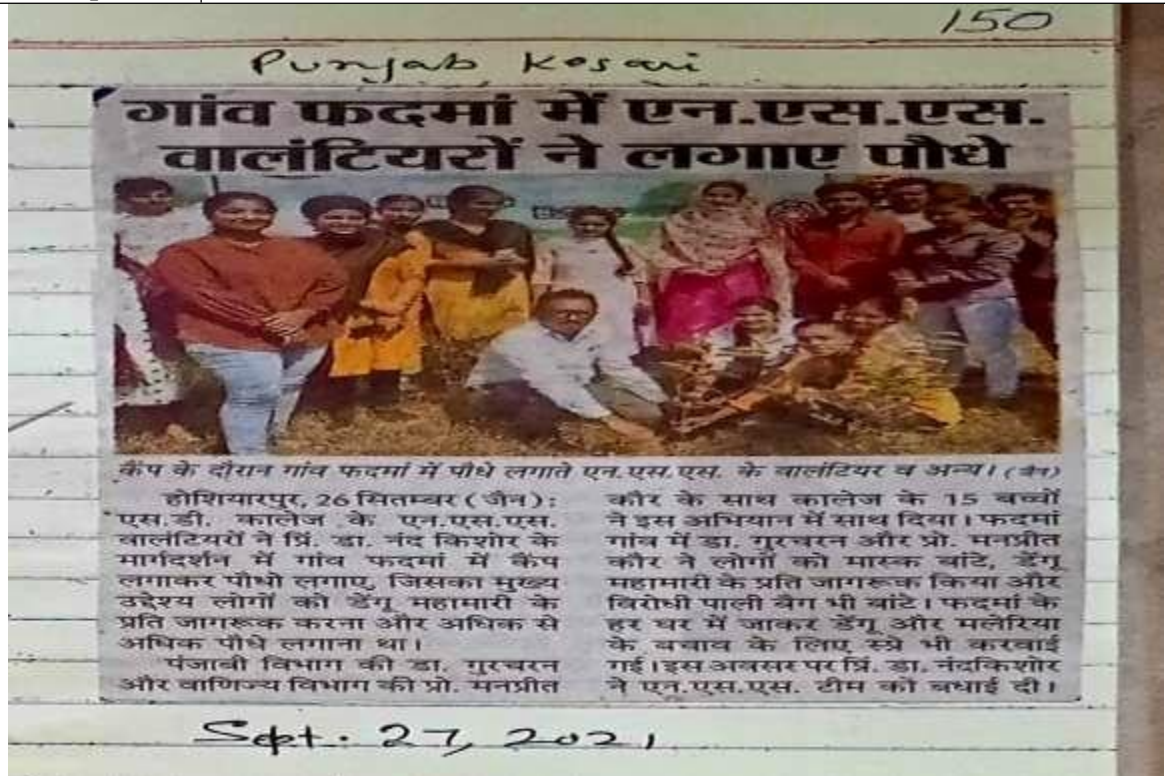 150
Punjab Kesari
गांव फदमां में एन.एस.एस.
वालंटियरों ने लगाए पौधे
कैंप के दौरान गांव फदमां में पौधे लगाते एन.एस.एस. के वालंटियर व अन्य। (जैन)
होशियारपुर, 26 सितम्बर (जैन):
एस.डी. कालेज के एन.एस.एस.
वालंटियरों ने प्रिं. डा. नंद किशोर के
मार्गदर्शन में गांव फदमां में कैंप
लगाकर पौधो लगाए, जिसका मुख्य
उद्देश्य लोगों को डेंगू महामारी के
प्रति जागरूक करना और अधिक से
अधिक पौधे लगाना था।
पंजाबी विभाग की डा. गुरचरन
और वाणिज्य विभाग की प्रो. मनप्रीत
कौर के साथ कालेज के 15 बच्चों
ने इस अभियान में साथ दिया। फदमां
गांव में डा. गुरचरन और प्रो. मनप्रीत
कौर ने लोगों को मास्क बांटे, डेंगू
महामारी के प्रति जागरूक किया और
विरोधी पाली बैग भी बांटे। फदमां के
हर घर में जाकर डेंगू और मलेरिया
के बचाव के लिए स्प्रे भी करवाई
गई। इस अवसर पर प्रिं. डा. नंदकिशोर
ने एन.एस.एस. टीम को बधाई दी।
Sept. 27, 2021